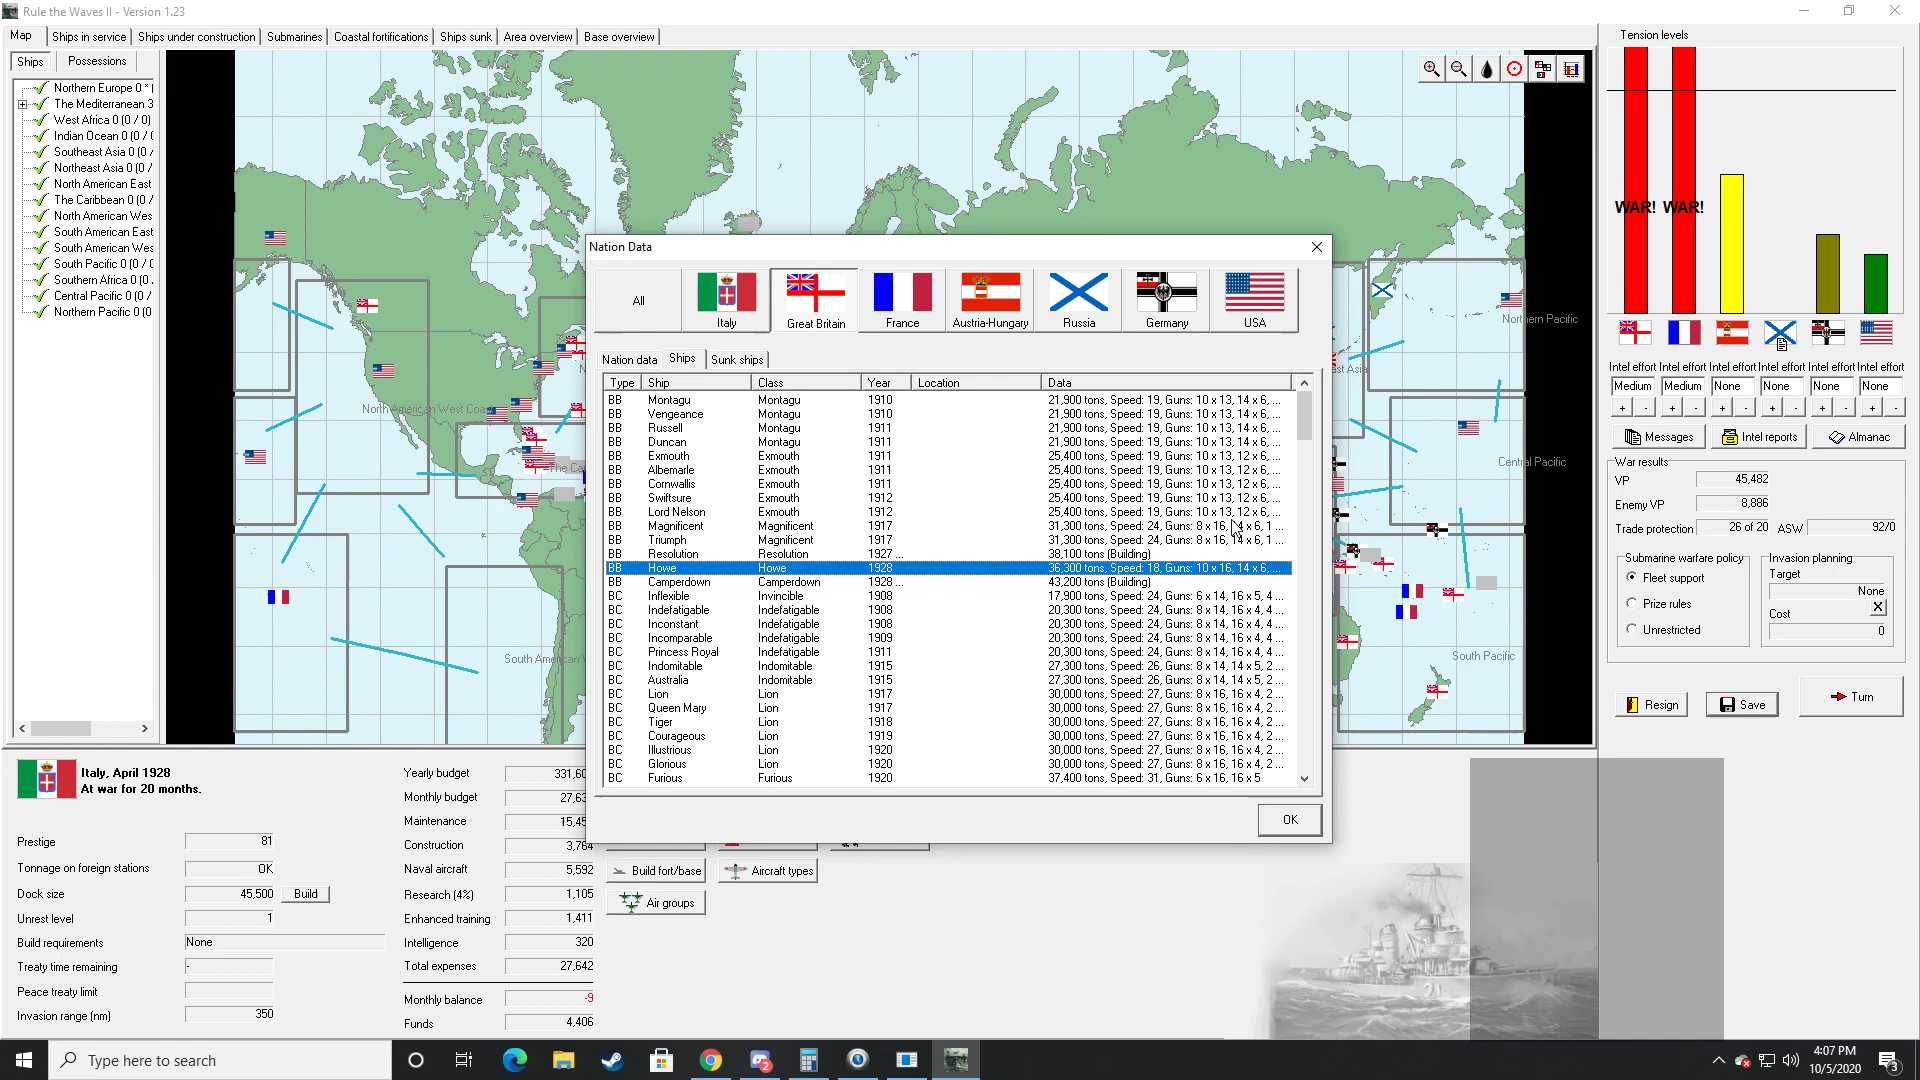 Rule the Waves II - Version 1.23
Map
Ships in service
Ships under construction
Submarines
Coastal fortifications
Ships sunk
Area overview
Base overview
Ships
Possessions
Northern Europe 0 * (
The Mediterranean 3
West Africa 0 (0 / 0)
Indian Ocean 0 (0 / (
Southeast Asia 0 (0 /
Northeast Asia 0 (0 /
North American East
The Caribbean 0 (0 /
North American Wes
South American East
South American Wes
South Pacific 0 (0 / (
Southern Africa 0 (0
Central Pacific 0 (0 /
Northern Pacific 0 (0
North American West Coa
The Ca
South American W
ast Asia
Northern Pacific
Central Pacific
South Pacific
Nation Data
All
Italy
Great Britain
France
Austria-Hungary
Russia
Germany
USA
Nation data
Ships
Sunk ships
Type Ship Class Year Location Data
BB Montagu Montagu 1910 21,900 tons, Speed: 19, Guns: 10 x 13, 14 x 6, ...
BB Vengeance Montagu 1910 21,900 tons, Speed: 19, Guns: 10 x 13, 14 x 6, ...
BB Russell Montagu 1911 21,900 tons, Speed: 19, Guns: 10 x 13, 14 x 6, ...
BB Duncan Montagu 1911 21,900 tons, Speed: 19, Guns: 10 x 13, 14 x 6, ...
BB Exmouth Exmouth 1911 25,400 tons, Speed: 19, Guns: 10 x 13, 12 x 6, ...
BB Albemarle Exmouth 1911 25,400 tons, Speed: 19, Guns: 10 x 13, 12 x 6, ...
BB Cornwallis Exmouth 1911 25,400 tons, Speed: 19, Guns: 10 x 13, 12 x 6, ...
BB Swiftsure Exmouth 1912 25,400 tons, Speed: 19, Guns: 10 x 13, 12 x 6, ...
BB Lord Nelson Exmouth 1912 25,400 tons, Speed: 19, Guns: 10 x 13, 12 x 6, ...
BB Magnificent Magnificent 1917 31,300 tons, Speed: 24, Guns: 8 x 16, 14 x 6, 1 ...
BB Triumph Magnificent 1917 31,300 tons, Speed: 24, Guns: 8 x 16, 14 x 6, 1 ...
BB Resolution Resolution 1927 ... 38,100 tons (Building)
BB Howe Howe 1928 36,300 tons, Speed: 18, Guns: 10 x 16, 14 x 6, ...
BB Camperdown Camperdown 1928 ... 43,200 tons (Building)
BC Inflexible Invincible 1908 17,900 tons, Speed: 24, Guns: 6 x 14, 16 x 5, 4 ...
BC Indefatigable Indefatigable 1908 20,300 tons, Speed: 24, Guns: 8 x 14, 16 x 4, 4 ...
BC Inconstant Indefatigable 1908 20,300 tons, Speed: 24, Guns: 8 x 14, 16 x 4, 4 ...
BC Incomparable Indefatigable 1909 20,300 tons, Speed: 24, Guns: 8 x 14, 16 x 4, 4 ...
BC Princess Royal Indefatigable 1911 20,300 tons, Speed: 24, Guns: 8 x 14, 16 x 4, 4 ...
BC Indomitable Indomitable 1915 27,300 tons, Speed: 26, Guns: 8 x 14, 14 x 5, 2 ...
BC Australia Indomitable 1915 27,300 tons, Speed: 26, Guns: 8 x 14, 14 x 5, 2 ...
BC Lion Lion 1917 30,000 tons, Speed: 27, Guns: 8 x 16, 16 x 4, 2 ...
BC Queen Mary Lion 1917 30,000 tons, Speed: 27, Guns: 8 x 16, 16 x 4, 2 ...
BC Tiger Lion 1918 30,000 tons, Speed: 27, Guns: 8 x 16, 16 x 4, 2 ...
BC Courageous Lion 1919 30,000 tons, Speed: 27, Guns: 8 x 16, 16 x 4, 2 ...
BC Illustrious Lion 1920 30,000 tons, Speed: 27, Guns: 8 x 16, 16 x 4, 2 ...
BC Glorious Lion 1920 30,000 tons, Speed: 27, Guns: 8 x 16, 16 x 4, 2 ...
BC Furious Furious 1920 37,400 tons, Speed: 31, Guns: 6 x 16, 16 x 5
OK
Tension levels
WAR! WAR!
Intel effort Intel effort Intel effort Intel effort Intel effort Intel effort
Medium Medium None None None None
+ - + - + - + - + - + -
Messages
Intel reports
Almanac
War results
VP 45,482
Enemy VP 8,886
Trade protection 26 of 20 ASW 92/0
Submarine warfare policy
Fleet support
Prize rules
Unrestricted
Invasion planning
Target
None
Cost X
0
Resign
Save
Turn
Italy, April 1928
At war for 20 months.
Prestige 81
Tonnage on foreign stations OK
Dock size 45,500 Build
Unrest level 1
Build requirements None
Treaty time remaining -
Peace treaty limit
Invasion range (nm) 350
Yearly budget 331,60
Monthly budget 27,63
Maintenance 15,45
Construction 3,764
Naval aircraft 5,592
Research (4%) 1,105
Enhanced training 1,411
Intelligence 320
Total expenses 27,642
Monthly balance -9
Funds 4,406
Build fort/base
Aircraft types
Air groups
Type here to search
2
4:07 PM
10/5/2020
3